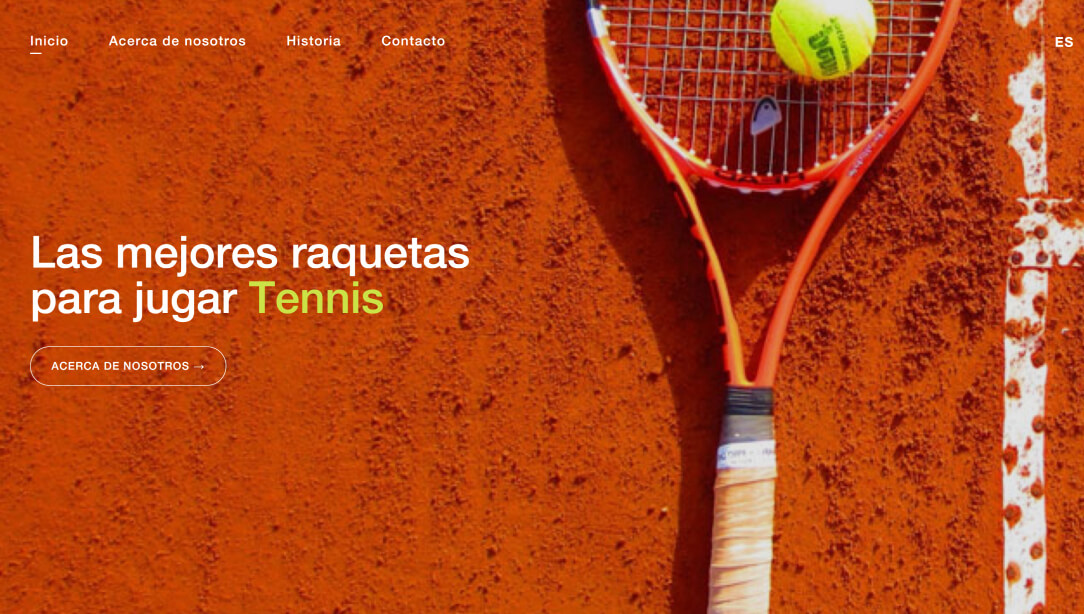 Inicio Acerca de nosotros Historia Contacto ES
Las mejores raquetas
para jugar Tennis
ACERCA DE NOSOTROS →